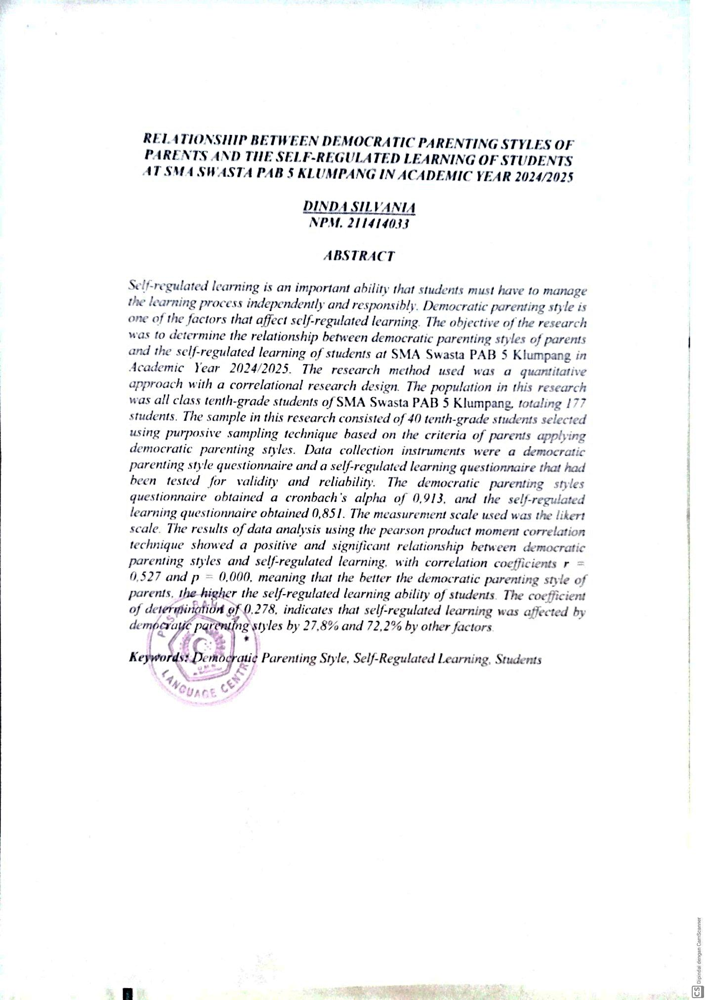 RELATIONSHIP BETWEEN DEMOCRATIC PARENTING STYLES OF
PARENTS AND THE SELF-REGULATED LEARNING OF STUDENTS
AT SMA SWASTA PAB 5 KLUMPANG IN ACADEMIC YEAR 2024/2025
DINDA SILVANIA
NPM. 211414033
ABSTRACT
Self-regulated learning is an important ability that students must have to manage
the learning process independently and responsibly. Democratic parenting style is
one of the factors that affect self-regulated learning. The objective of the research
was to determine the relationship between democratic parenting styles of parents
and the self-regulated learning of students at SMA Swasta PAB 5 Klumpang in
Academic Year 2024/2025. The research method used was a quantitative
approach with a correlational research design. The population in this research
was all class tenth-grade students of SMA Swasta PAB 5 Klumpang, totaling 177
students. The sample in this research consisted of 40 tenth-grade students selected
using purposive sampling technique based on the criteria of parents applying
democratic parenting styles. Data collection instruments were a democratic
parenting style questionnaire and a self-regulated learning questionnaire that had
been tested for validity and reliability. The democratic parenting styles
questionnaire obtained a cronbach's alpha of 0,913, and the self-regulated
learning questionnaire obtained 0,851. The measurement scale used was the likert
scale. The results of data analysis using the pearson product moment correlation
technique showed a positive and significant relationship between democratic
parenting styles and self-regulated learning, with correlation coefficients r =
0,527 and p = 0,000, meaning that the better the democratic parenting style of
parents, the higher the self-regulated learning ability of students. The coefficient
of determination of 0,278, indicates that self-regulated learning was affected by
democratic parenting styles by 27,8% and 72,2% by other factors.
Keywords: Democratic Parenting Style, Self-Regulated Learning, Students
PUSAT BAHASA
LANGUAGE CENTRE
CS Dipindai dengan CamScanner